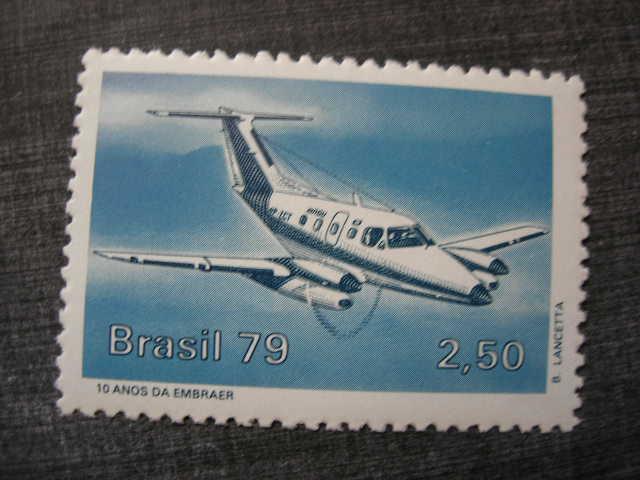 Brasil 79
2,50
10 ANOS DA EMBRAER
B. LANCETTA